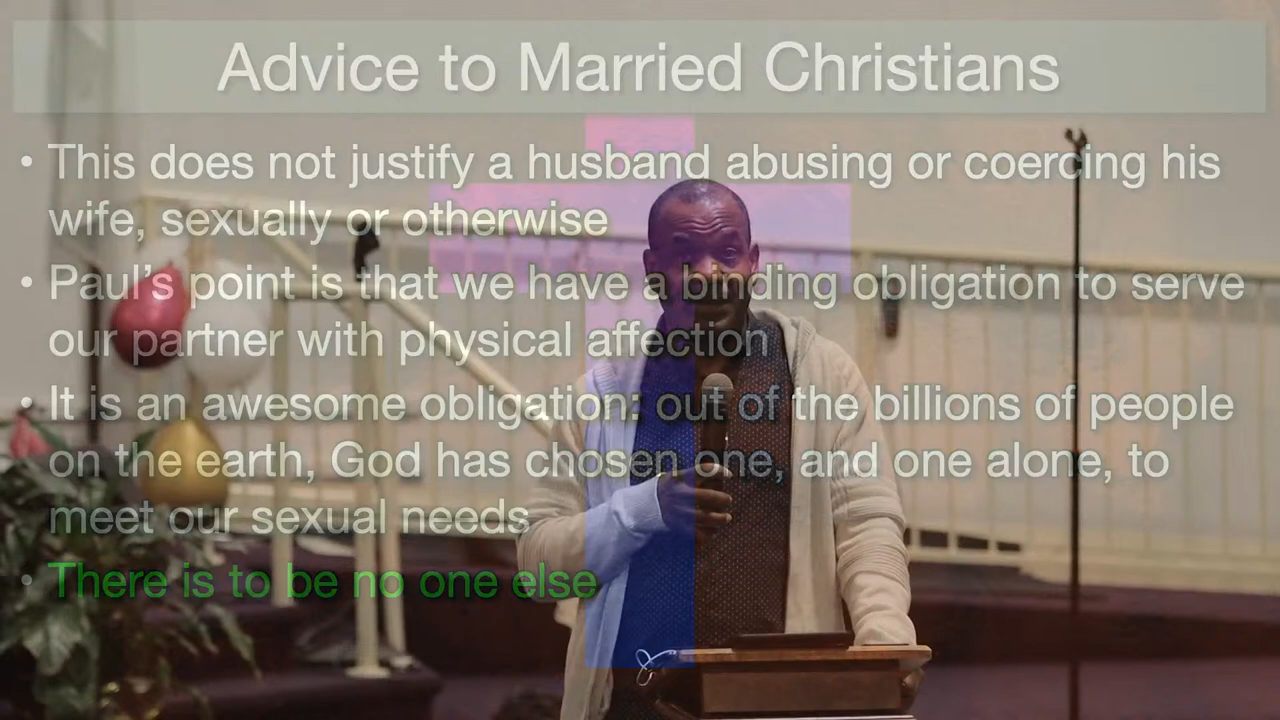 Advice to Married Christians
• This does not justify a husband abusing or coercing his
wife, sexually or otherwise
• Paul’s point is that we have a binding obligation to serve
our partner with physical affection
• It is an awesome obligation: out of the billions of people
on the earth, God has chosen one, and one alone, to
meet our sexual needs
• There is to be no one else